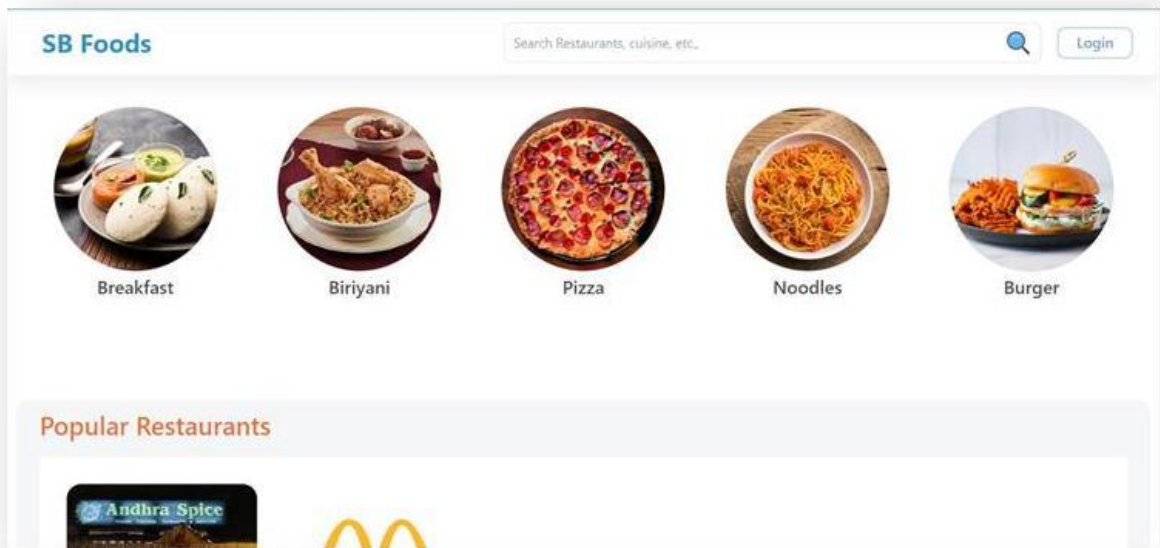 SB Foods
Search Restaurants, cuisine, etc.,
Login
Breakfast
Biriyani
Pizza
Noodles
Burger
Popular Restaurants
Andhra Spice